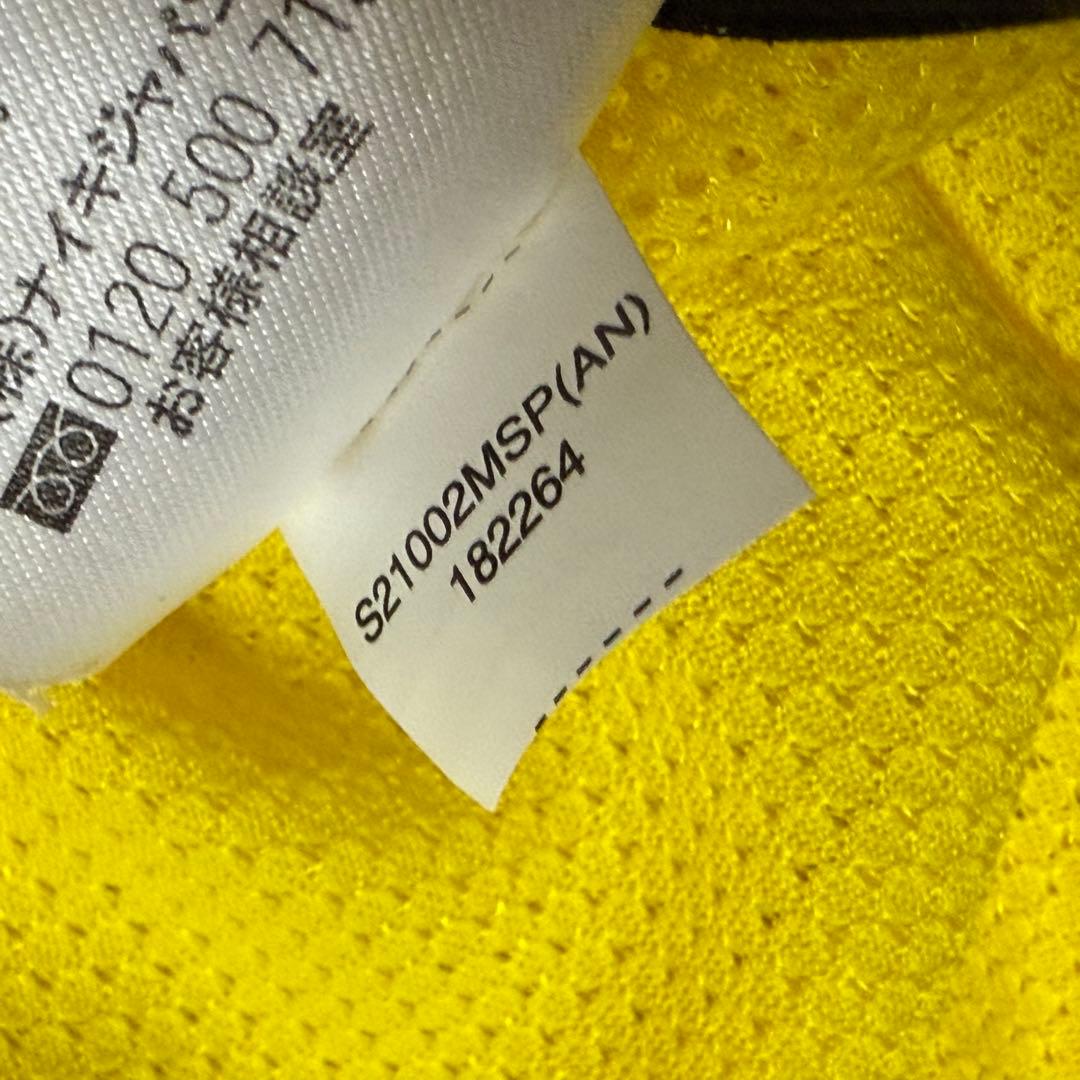 (株)ナイキジャパン
0120 500 71
お客様相談室
S21002MSP(AN)
182264